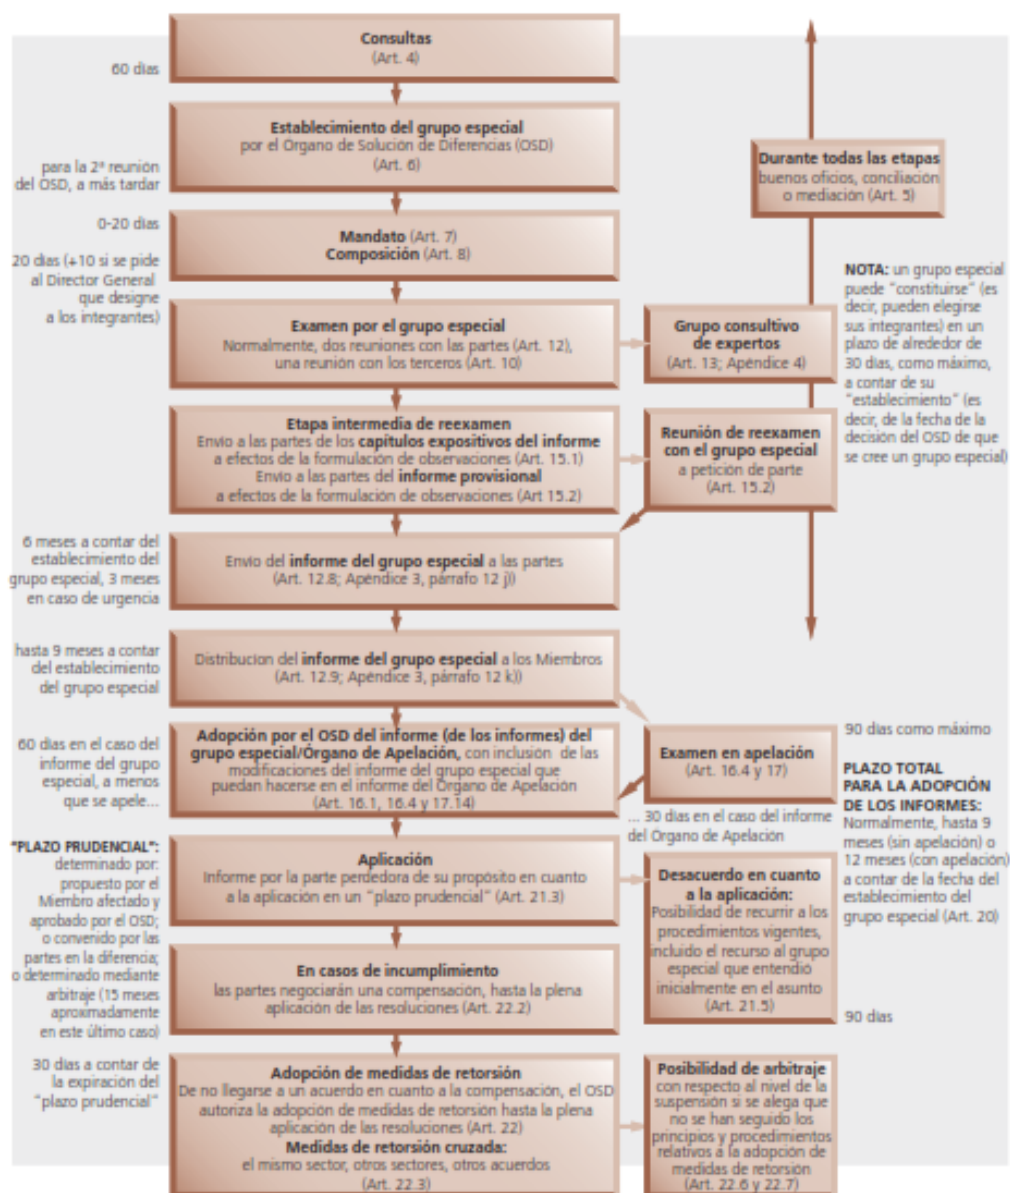 Consultas
(Art. 4)
60 días
Establecimiento del grupo especial
por el Órgano de Solución de Diferencias (OSD)
(Art. 6)
para la 2ª reunión
del OSD, a más tardar
Durante todas las etapas
buenos oficios, conciliación
o mediación (Art. 5)
0-20 días
Mandato (Art. 7)
Composición (Art. 8)
20 días (+10 si se pide
al Director General
que designe
a los integrantes)
NOTA: un grupo especial
puede "constituirse" (es
decir, pueden elegirse
sus integrantes) en un
plazo de alrededor de
30 días, como máximo,
a contar de su
"establecimiento" (es
decir, de la fecha de la
decisión del OSD de que
se cree un grupo especial)
Examen por el grupo especial
Normalmente, dos reuniones con las partes (Art. 12),
una reunión con los terceros (Art. 10)
Grupo consultivo
de expertos
(Art. 13; Apéndice 4)
Etapa intermedia de reexamen
Envío a las partes de los capítulos expositivos del informe
a efectos de la formulación de observaciones (Art. 15.1)
Envío a las partes del informe provisional
a efectos de la formulación de observaciones (Art 15.2)
Reunión de reexamen
con el grupo especial
a petición de parte
(Art. 15.2)
6 meses a contar del
establecimiento del
grupo especial, 3 meses
en caso de urgencia
Envío del informe del grupo especial a las partes
(Art. 12.8; Apéndice 3, párrafo 12 j))
hasta 9 meses a contar
del establecimiento
del grupo especial
Distribucion del informe del grupo especial a los Miembros
(Art. 12.9; Apéndice 3, párrafo 12 k))
60 días en el caso del
informe del grupo
especial, a menos
que se apele...
Adopción por el OSD del informe (de los informes) del
grupo especial/Órgano de Apelación, con inclusión de las
modificaciones del informe del grupo especial que
puedan hacerse en el informe del Órgano de Apelación
(Art. 16.1, 16.4 y 17.14)
Examen en apelación
(Art. 16.4 y 17)
90 días como máximo
PLAZO TOTAL
PARA LA ADOPCIÓN
DE LOS INFORMES:
Normalmente, hasta 9
meses (sin apelación) o
12 meses (con apelación)
a contar de la fecha del
establecimiento del
grupo especial (Art. 20)
... 30 días en el caso del informe
del Órgano de Apelación
"PLAZO PRUDENCIAL":
determinado por:
propuesto por el
Miembro afectado y
aprobado por el OSD;
o convenido por las
partes en la diferencia;
o determinado mediante
arbitraje (15 meses
aproximadamente
en este último caso)
Aplicación
Informe por la parte perdedora de su propósito en cuanto
a la aplicación en un "plazo prudencial" (Art. 21.3)
Desacuerdo en cuanto
a la aplicación:
Posibilidad de recurrir a los
procedimientos vigentes,
incluido el recurso al grupo
especial que entendió
inicialmente en el asunto
(Art. 21.5)
90 días
En casos de incumplimiento
las partes negociarán una compensación, hasta la plena
aplicación de las resoluciones (Art. 22.2)
30 días a contar de
la expiración del
"plazo prudencial"
Adopción de medidas de retorsión
De no llegarse a un acuerdo en cuanto a la compensación, el OSD
autoriza la adopción de medidas de retorsión hasta la plena
aplicación de las resoluciones (Art. 22)
Medidas de retorsión cruzada:
el mismo sector, otros sectores, otros acuerdos
(Art. 22.3)
Posibilidad de arbitraje
con respecto al nivel de la
suspensión si se alega que
no se han seguido los
principios y procedimientos
relativos a la adopción de
medidas de retorsión
(Art. 22.6 y 22.7)